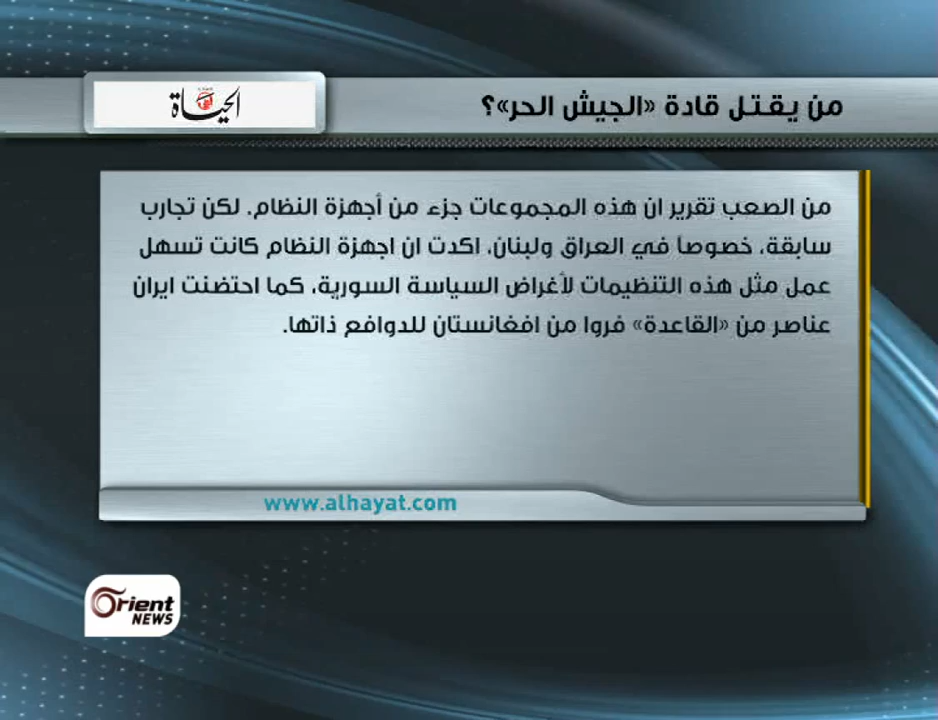 من يقتل قادة «الجيش الحر»؟
الحياة
من الصعب تقرير ان هذه المجموعات جزء من أجهزة النظام. لكن تجارب
سابقة، خصوصاً في العراق ولبنان، اكدت ان اجهزة النظام كانت تسهل
عمل مثل هذه التنظيمات لأغراض السياسة السورية، كما احتضنت ايران
عناصر من «القاعدة» فروا من افغانستان للدوافع ذاتها.
www.alhayat.com
Orient
NEWS